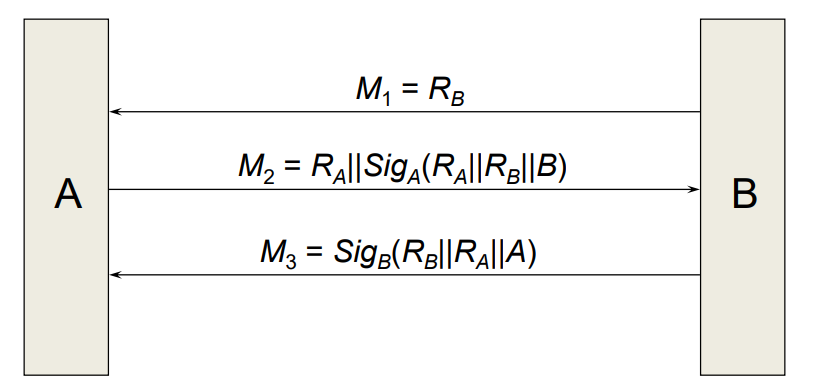 M₁ = R_B
M₂ = R_A||Sig_A(R_A||R_B||B)
A
B
M₃ = Sig_B(R_B||R_A||A)